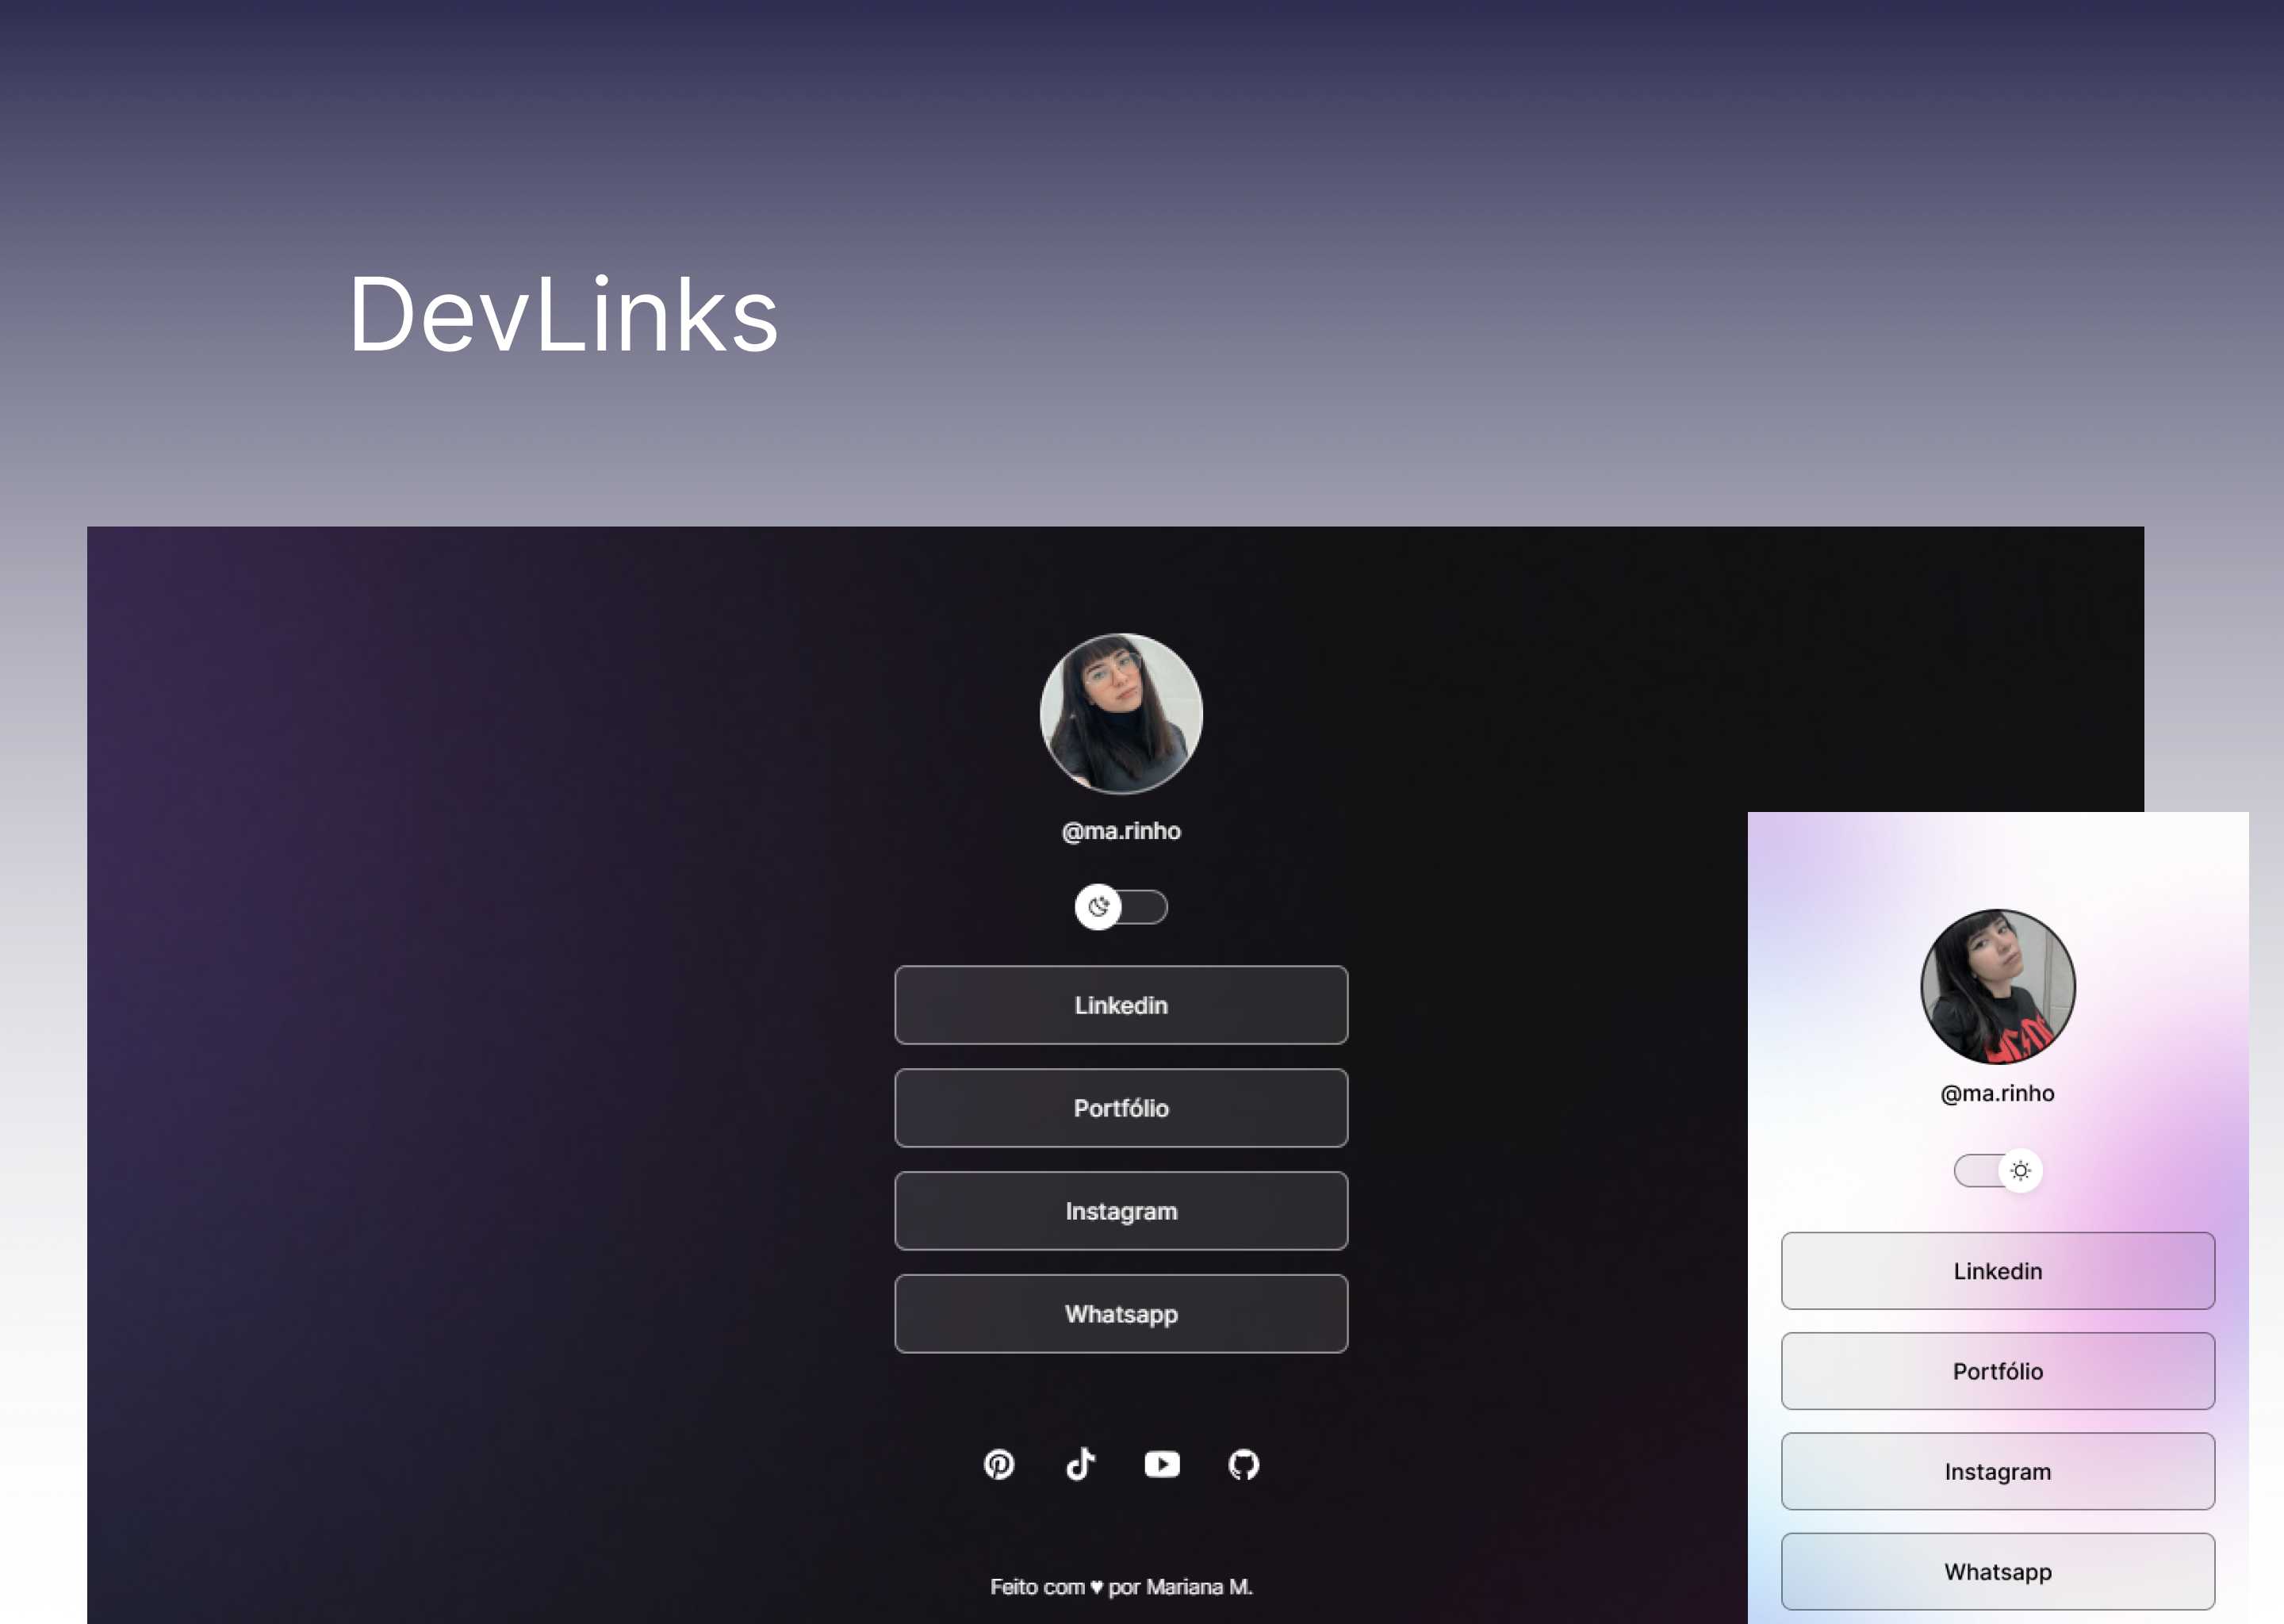 DevLinks
@ma.rinho
Linkedin
Portfólio
Instagram
Whatsapp
Feito com ♥ por Mariana M.
@ma.rinho
Linkedin
Portfólio
Instagram
Whatsapp